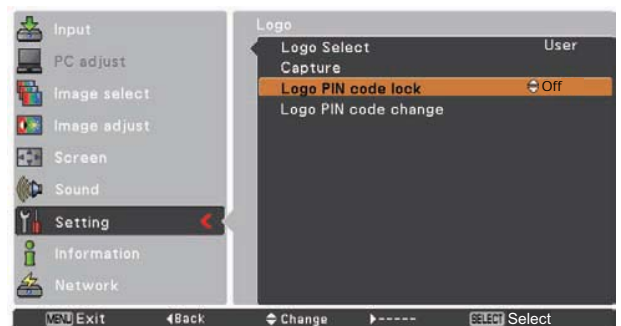 Input
PC adjust
Image select
Image adjust
Screen
Sound
Setting
Information
Network
Logo
Logo Select User
Capture
Logo PIN code lock Off
Logo PIN code change
MENU Exit Back Change ----- SELECT Select